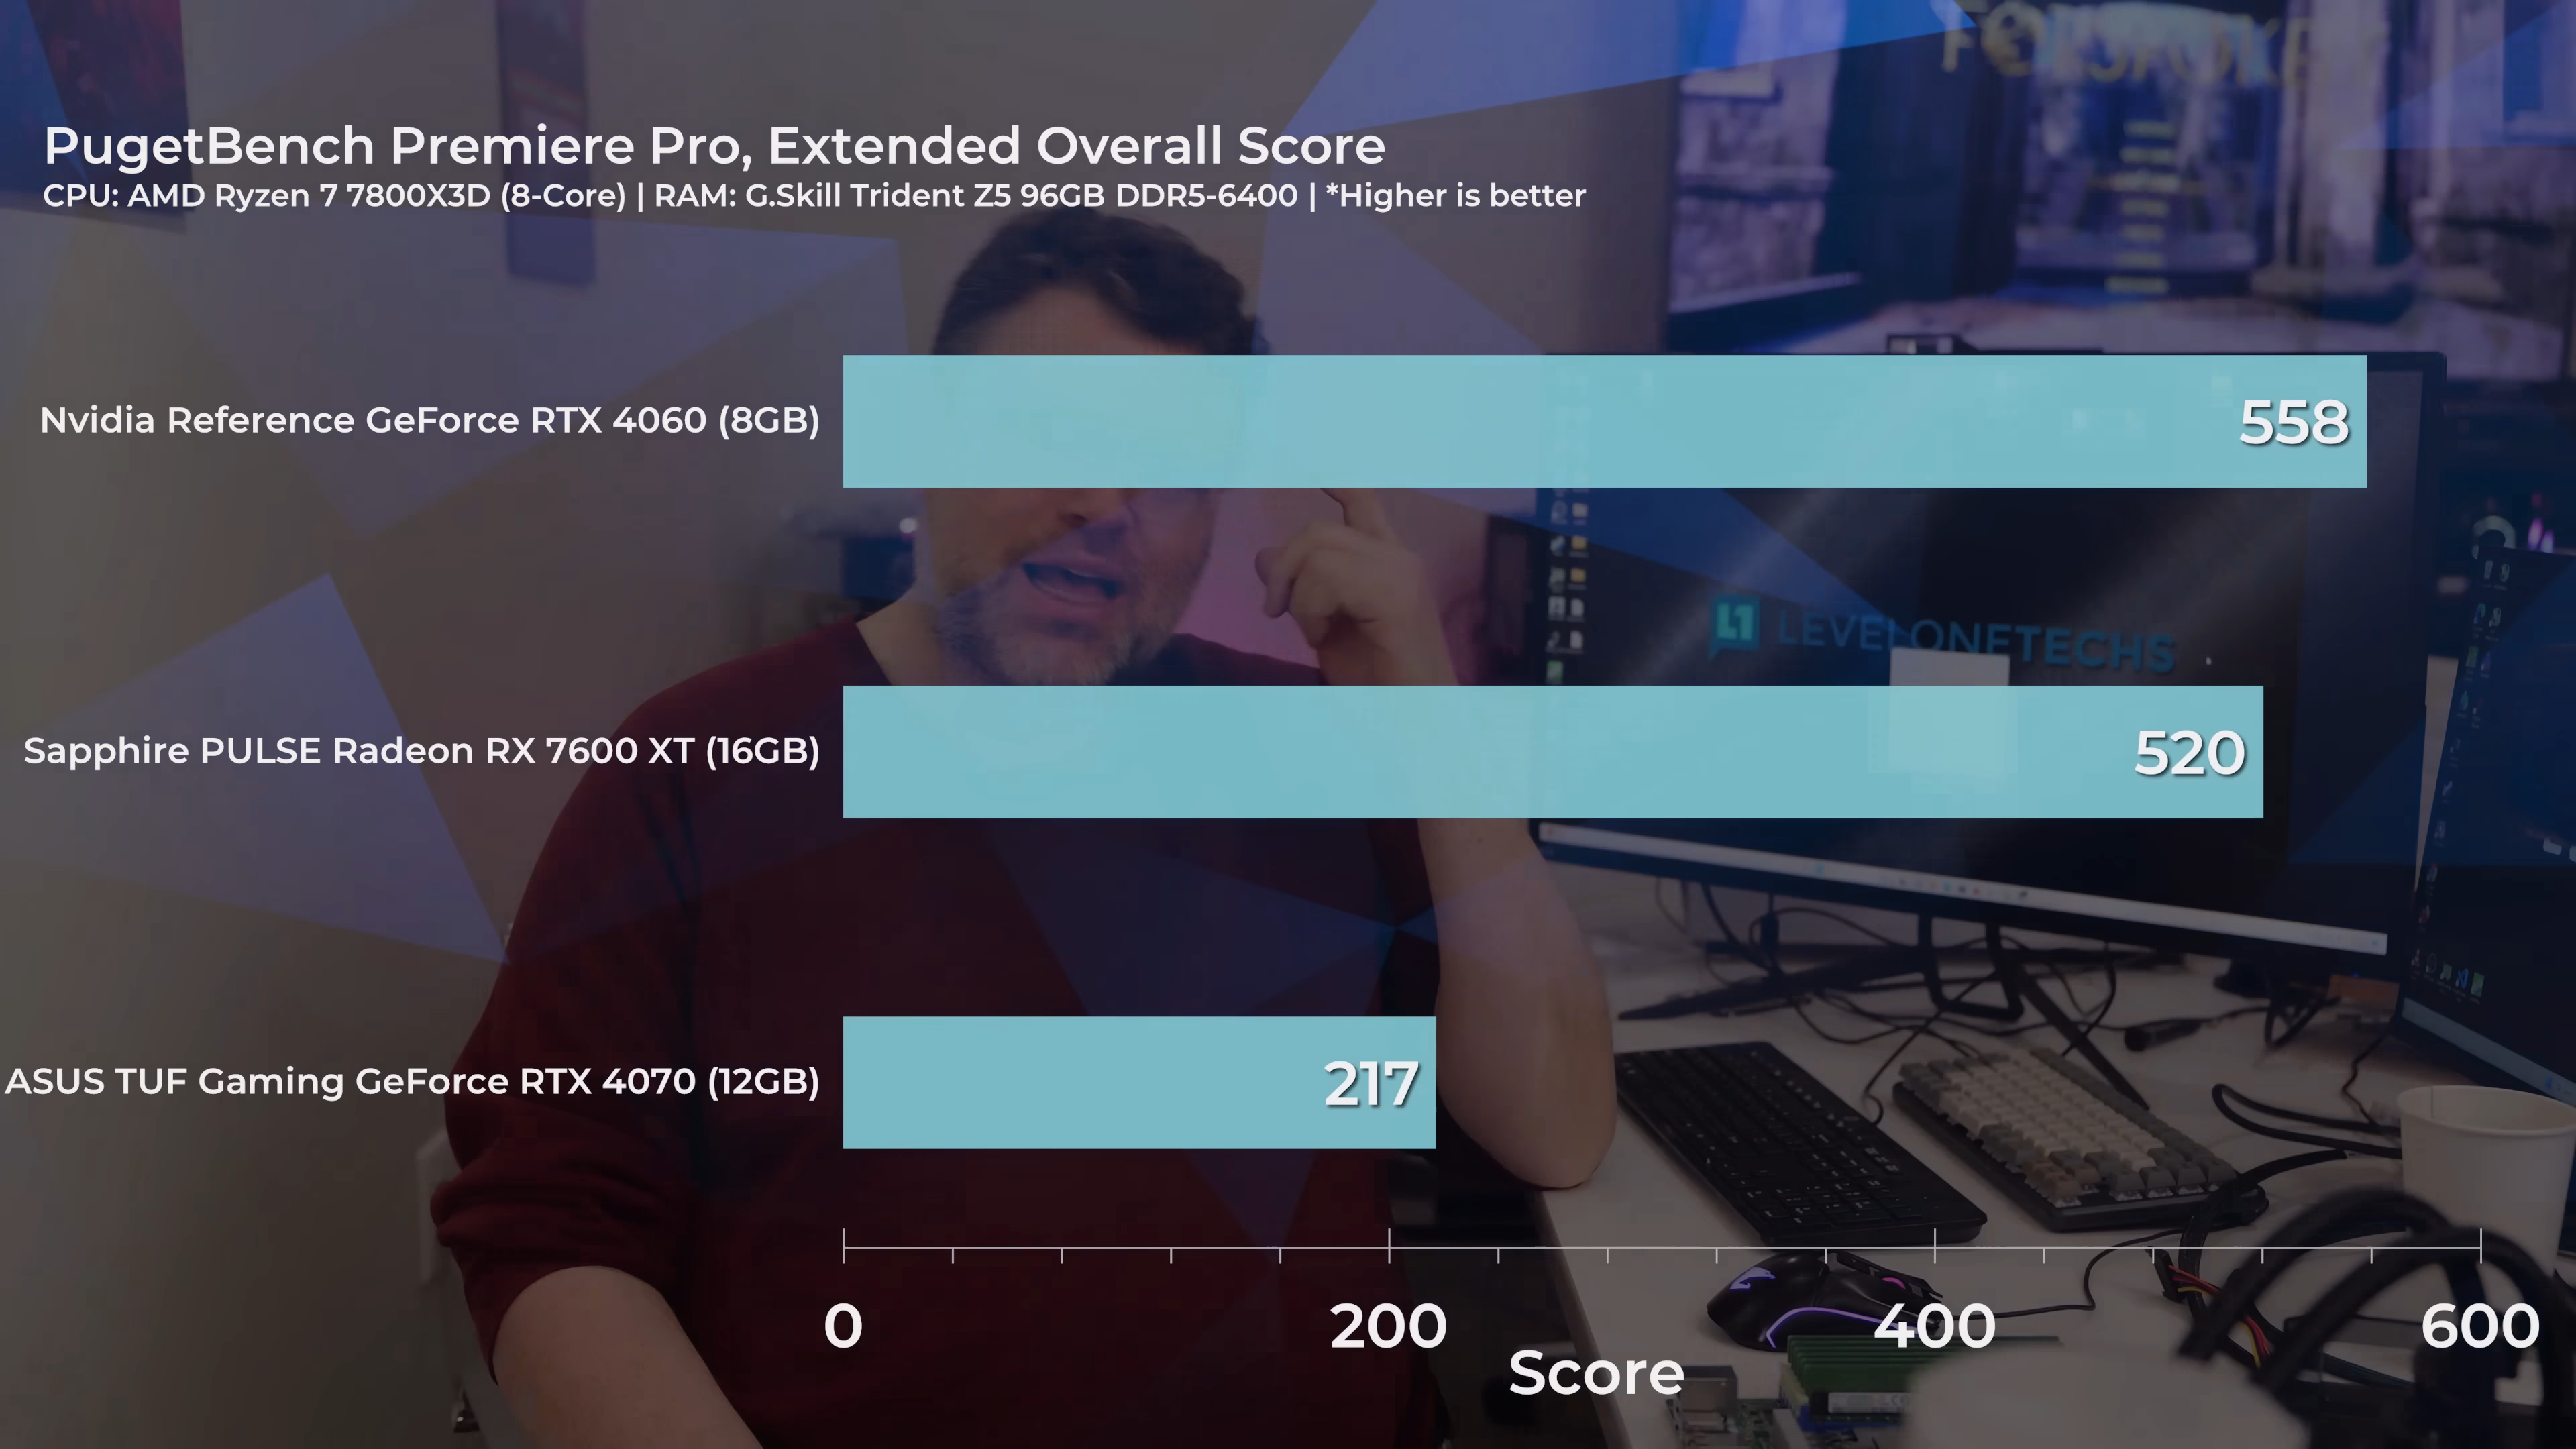 FORSPOKEN
PugetBench Premiere Pro, Extended Overall Score
CPU: AMD Ryzen 7 7800X3D (8-Core) | RAM: G.Skill Trident Z5 96GB DDR5-6400 | *Higher is better
Nvidia Reference GeForce RTX 4060 (8GB)
558
L1 LEVELONETECHS
Sapphire PULSE Radeon RX 7600 XT (16GB)
520
ASUS TUF Gaming GeForce RTX 4070 (12GB)
217
0 200 400 600
Score